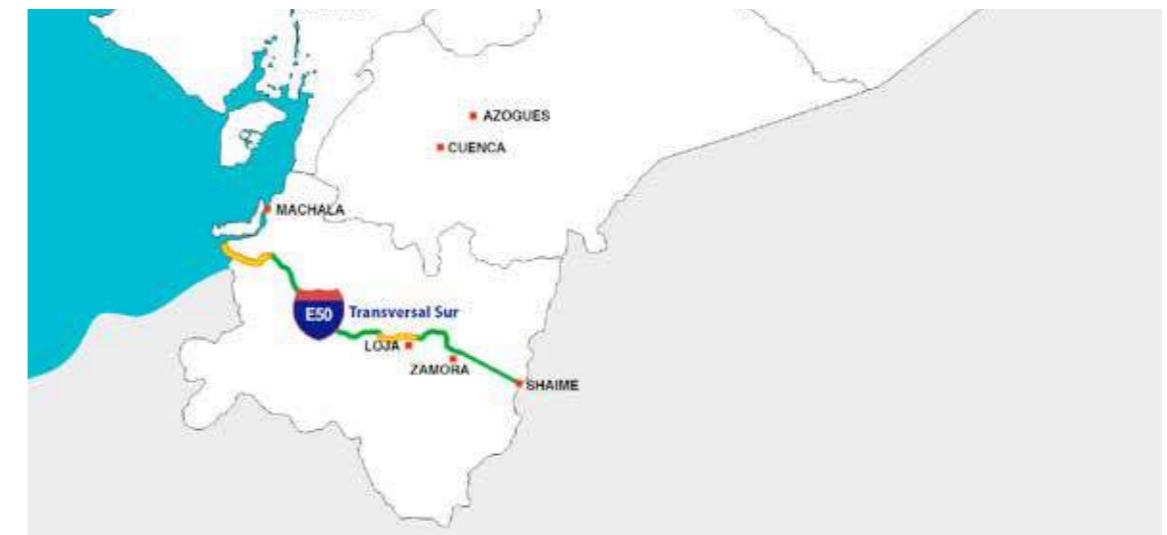 AZOGUES
CUENCA
MACHALA
E50 Transversal Sur
LOJA
ZAMORA
SHAIME